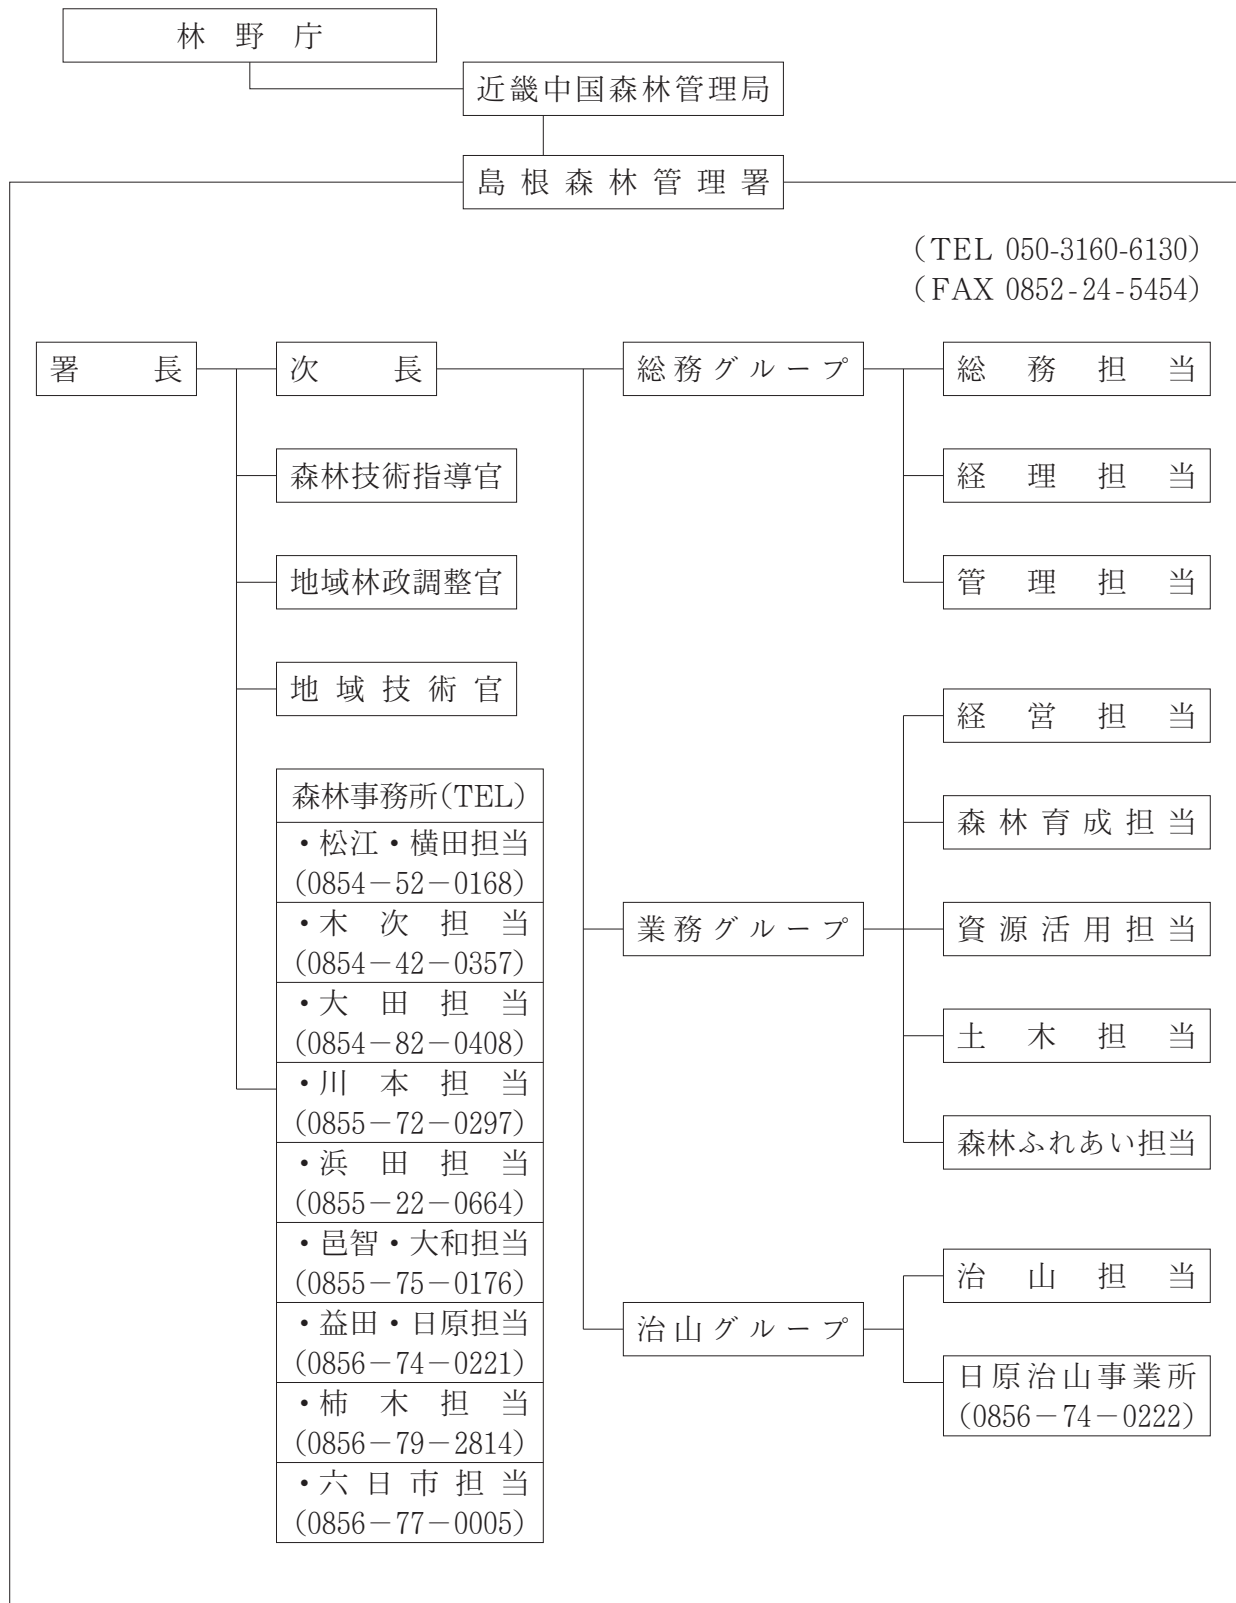 林野庁
近畿中国森林管理局
島根森林管理署
（TEL 050-3160-6130）
（FAX 0852-24-5454）
署長
次長
森林技術指導官
地域林政調整官
地域技術官
森林事務所（TEL）
・松江・横田担当
（0854－52－0168）
・木次担当
（0854－42－0357）
・大田担当
（0854－82－0408）
・川本担当
（0855－72－0297）
・浜田担当
（0855－22－0664）
・邑智・大和担当
（0855－75－0176）
・益田・日原担当
（0856－74－0221）
・柿木担当
（0856－79－2814）
・六日市担当
（0856－77－0005）
総務グループ
総務担当
経理担当
管理担当
業務グループ
経営担当
森林育成担当
資源活用担当
土木担当
森林ふれあい担当
治山グループ
治山担当
日原治山事業所
（0856－74－0222）